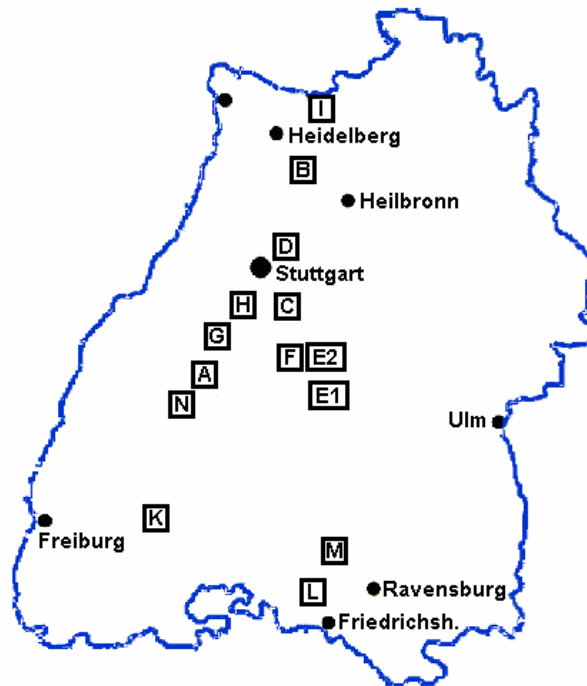 I
Heidelberg
B
Heilbronn
D
Stuttgart
H
C
G
F
E2
A
E1
N
Ulm
K
Freiburg
M
L
Ravensburg
Friedrichsh.